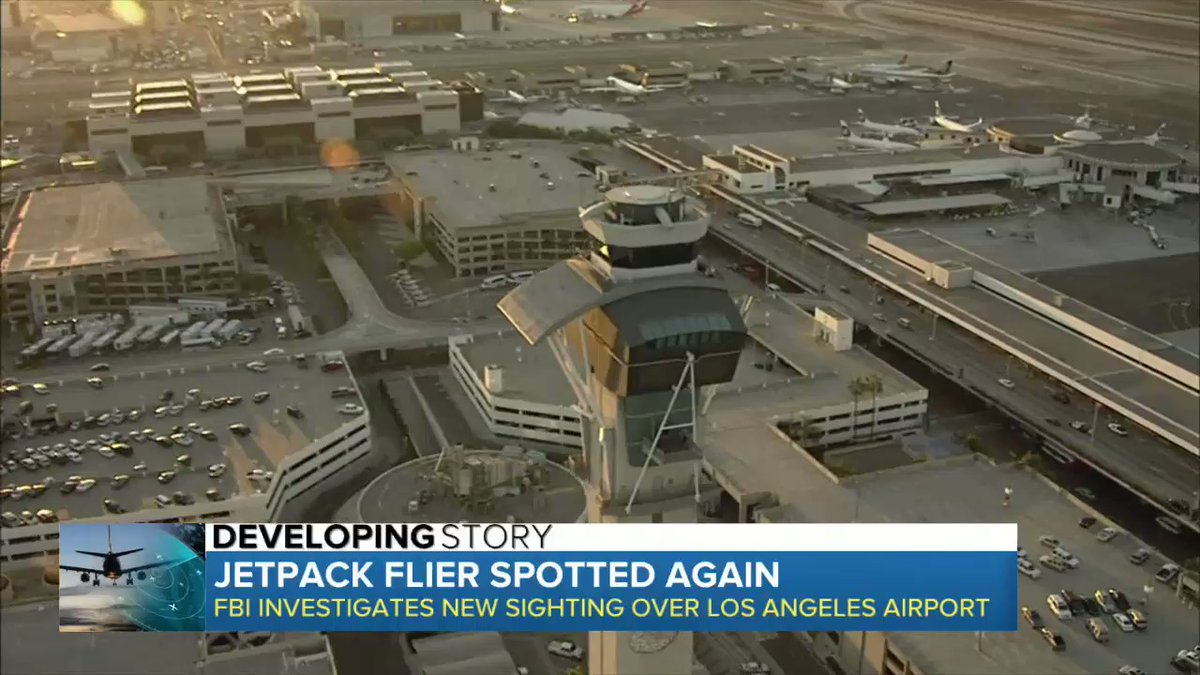 DEVELOPING STORY
JETPACK FLIER SPOTTED AGAIN
FBI INVESTIGATES NEW SIGHTING OVER LOS ANGELES AIRPORT